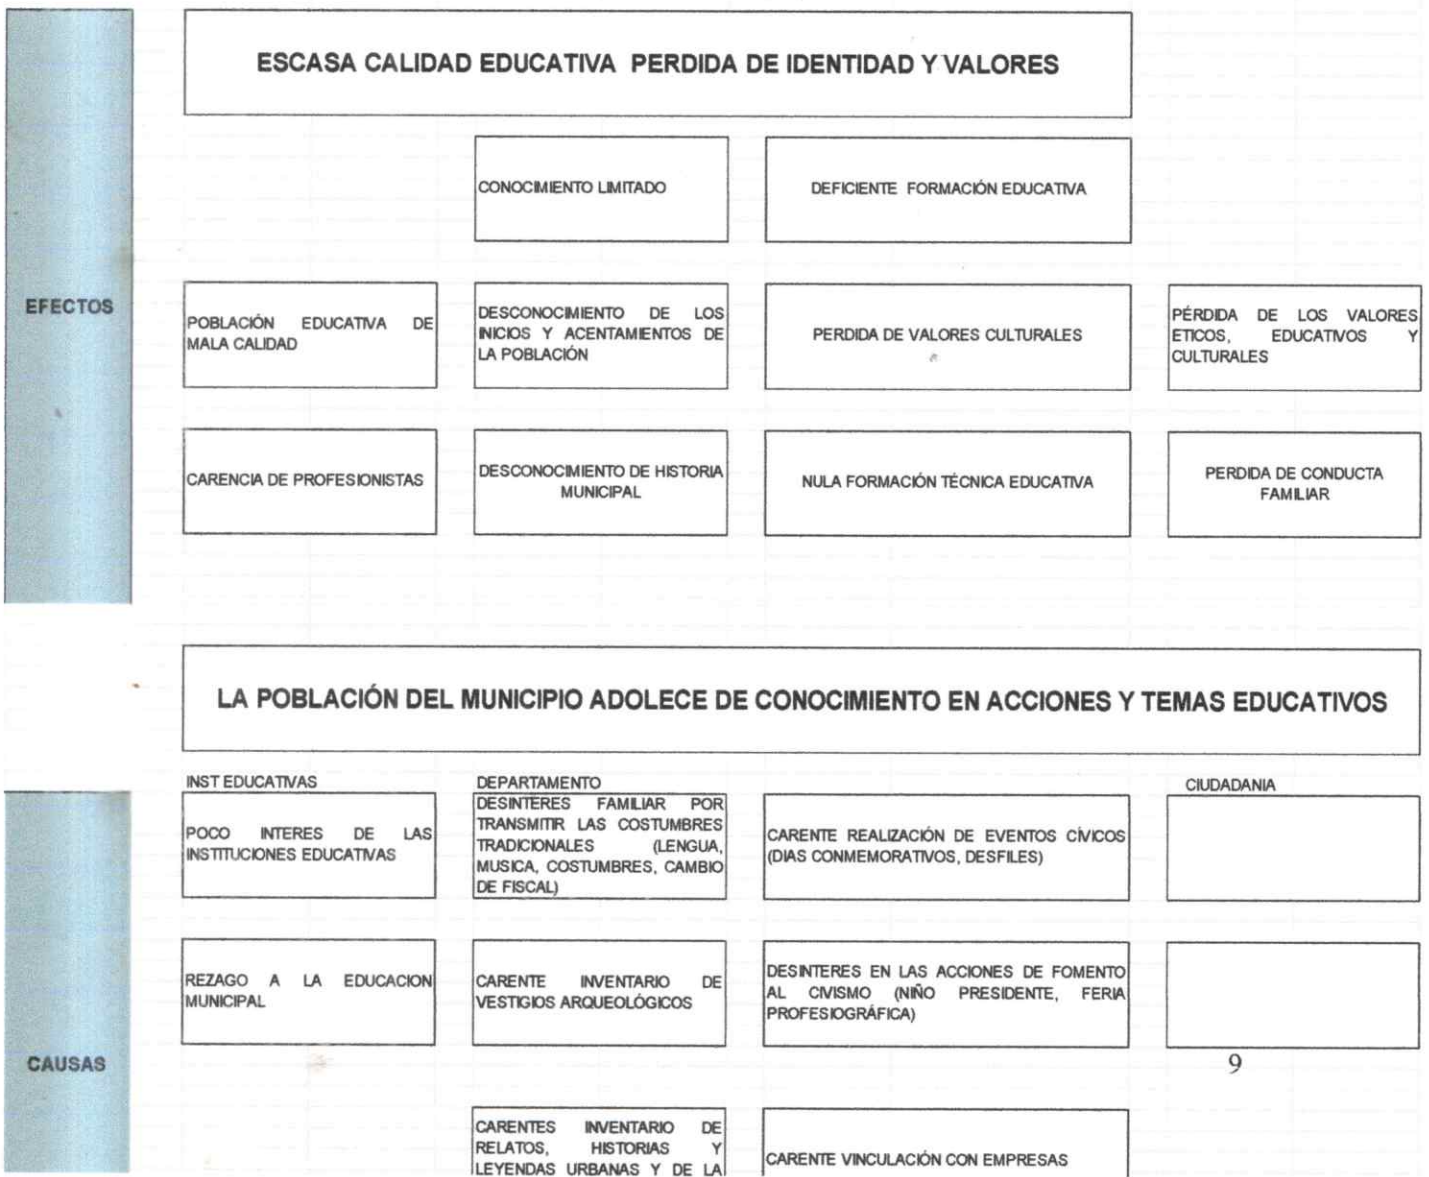 ESCASA CALIDAD EDUCATIVA PERDIDA DE IDENTIDAD Y VALORES
CONOCIMIENTO LIMITADO
DEFICIENTE FORMACIÓN EDUCATIVA
EFECTOS
POBLACIÓN EDUCATIVA DE
MALA CALIDAD
DESCONOCIMIENTO DE LOS
INICIOS Y ACENTAMIENTOS DE
LA POBLACIÓN
PERDIDA DE VALORES CULTURALES
PÉRDIDA DE LOS VALORES
ETICOS, EDUCATIVOS Y
CULTURALES
CARENCIA DE PROFESIONISTAS
DESCONOCIMIENTO DE HISTORIA
MUNICIPAL
NULA FORMACIÓN TÉCNICA EDUCATIVA
PERDIDA DE CONDUCTA
FAMILIAR
LA POBLACIÓN DEL MUNICIPIO ADOLECE DE CONOCIMIENTO EN ACCIONES Y TEMAS EDUCATIVOS
INST EDUCATIVAS
DEPARTAMENTO
CIUDADANIA
POCO INTERES DE LAS
INSTITUCIONES EDUCATIVAS
DESINTERES FAMILIAR POR
TRANSMITIR LAS COSTUMBRES
TRADICIONALES (LENGUA,
MUSICA, COSTUMBRES, CAMBIO
DE FISCAL)
CARENTE REALIZACIÓN DE EVENTOS CÍVICOS
(DIAS CONMEMORATIVOS, DESFILES)
REZAGO A LA EDUCACION
MUNICIPAL
CARENTE INVENTARIO DE
VESTIGIOS ARQUEOLÓGICOS
DESINTERES EN LAS ACCIONES DE FOMENTO
AL CIVISMO (NIÑO PRESIDENTE, FERIA
PROFESIOGRÁFICA)
CAUSAS
9
CARENTES INVENTARIO DE
RELATOS, HISTORIAS Y
LEYENDAS URBANAS Y DE LA
CARENTE VINCULACIÓN CON EMPRESAS